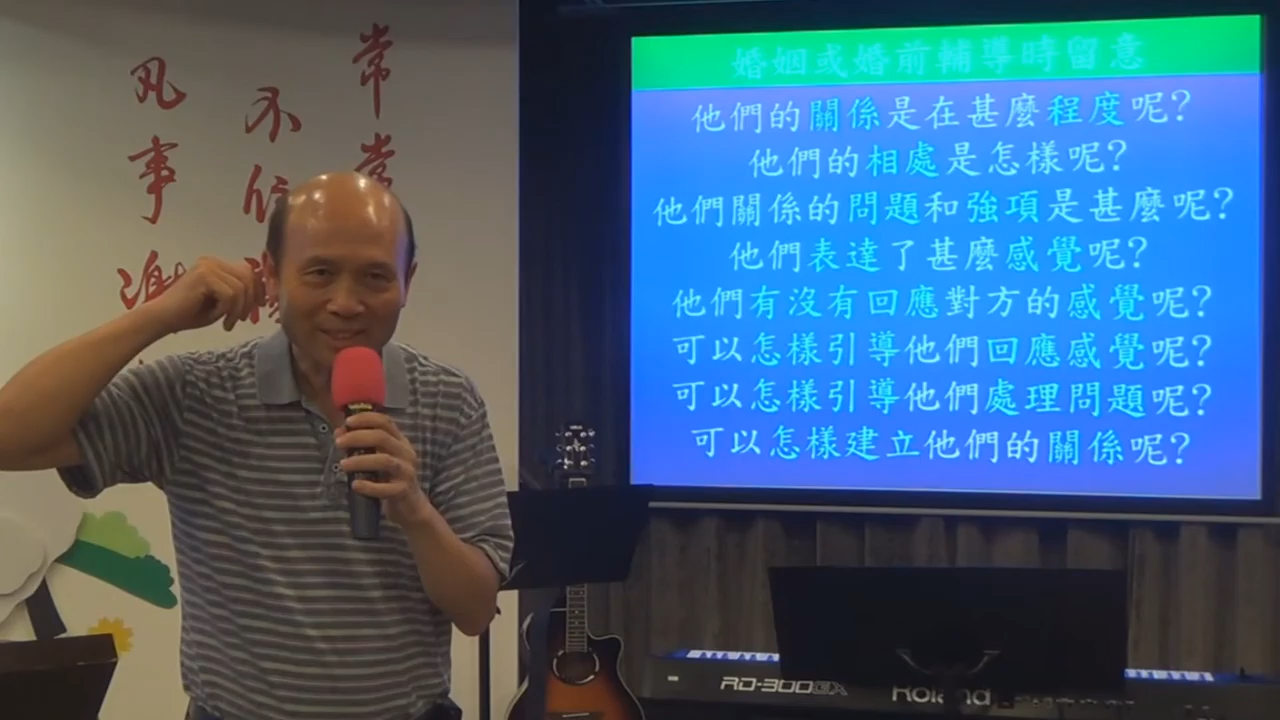 常常
不住禱
凡事謝
婚姻或婚前輔導時留意
他們的關係是在甚麼程度呢?
他們的相處是怎樣呢?
他們關係的問題和強項是甚麼呢?
他們表達了甚麼感覺呢?
他們有沒有回應對方的感覺呢?
可以怎樣引導他們回應感覺呢?
可以怎樣引導他們處理問題呢?
可以怎樣建立他們的關係呢?
RD-300GX
Roland